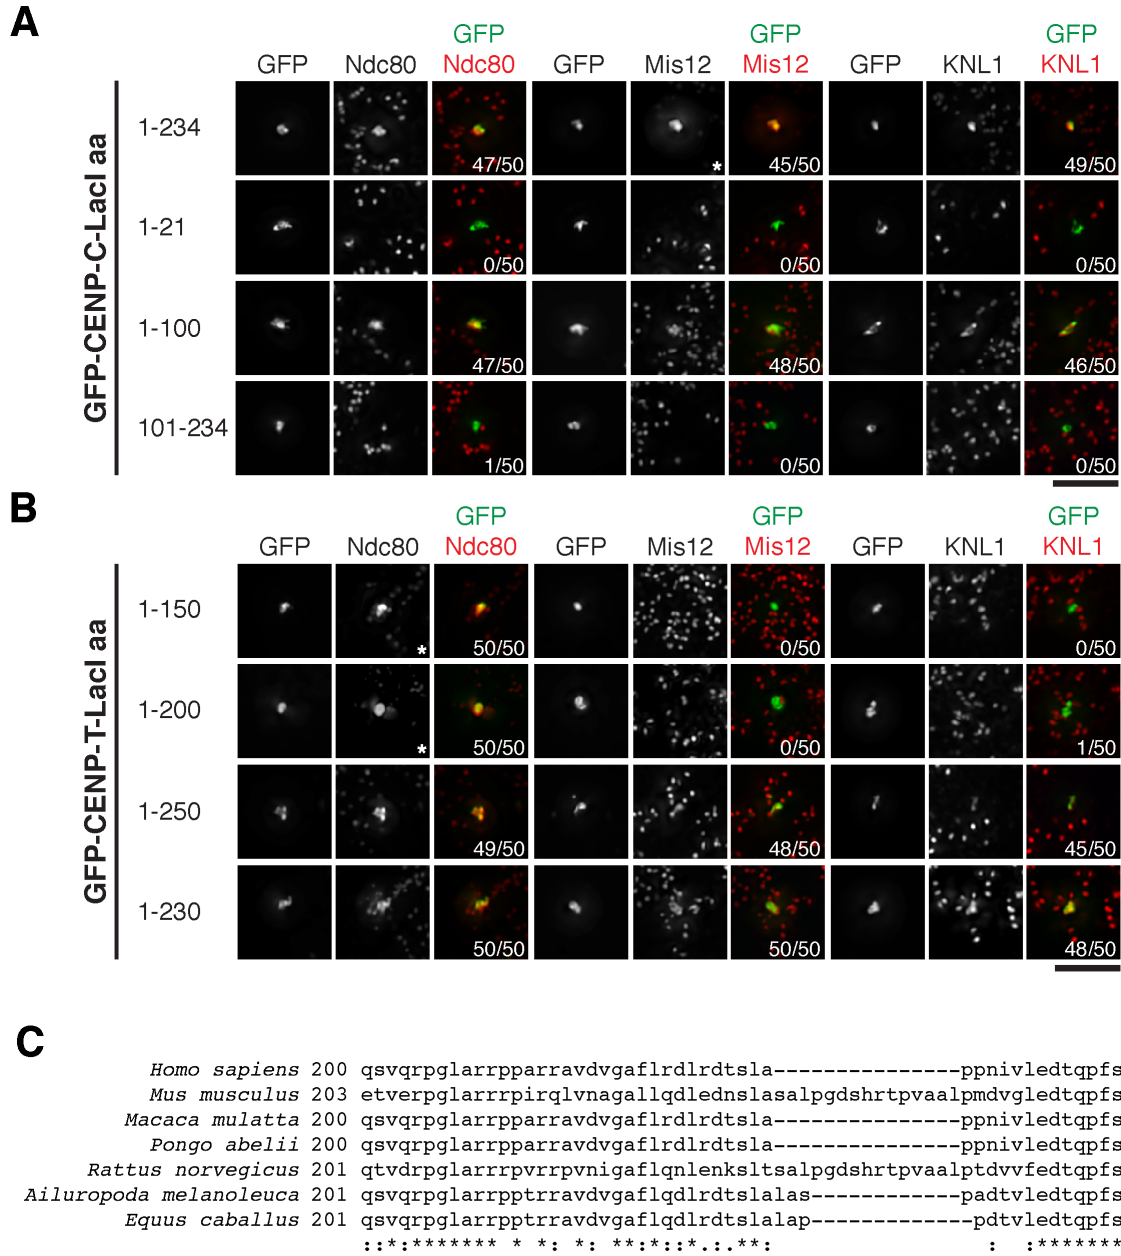 A
GFP GFP GFP
GFP Ndc80 Ndc80 GFP Mis12 Mis12 GFP KNL1 KNL1
GFP-CENP-C-LacI aa
1-234 47/50 * 45/50 49/50
1-21 0/50 0/50 0/50
1-100 47/50 48/50 46/50
101-234 1/50 0/50 0/50
B
GFP GFP GFP
GFP Ndc80 Ndc80 GFP Mis12 Mis12 GFP KNL1 KNL1
GFP-CENP-T-LacI aa
1-150 * 50/50 0/50 0/50
1-200 * 50/50 0/50 1/50
1-250 49/50 48/50 45/50
1-230 50/50 50/50 48/50
C
Homo sapiens 200 qsvqrpglarrpparravdvgaflrdlrdtsla---------------ppnivledtqpfs
Mus musculus 203 etverpglarrrpirqlvnagallqdlednslasalpgdshrtpvaalpmdvgledtqpfs
Macaca mulatta 200 qsvqrpglarrpparravdvgaflrdlrdtsla---------------ppnivledtqpfs
Pongo abelii 200 qsvqrpglarrpparravdvgaflrdlrdtsla---------------ppnivledtqpfs
Rattus norvegicus 201 qtvdrpglarrrpvrrpvnigaflqnlenksltsalpgdshrtpvaalptdvvfedtqpfs
Ailuropoda melanoleuca 201 qsvqrpglarrpptrravdvgaflqdlrdtslalas------------padtvledtqpfs
Equus caballus 201 qsvqrpglarrpptrravdvgaflqdlrdtslalap-------------pdtvledtqpfs
::*:******* * *: *: **:*::*.:.**:                 :  :*******